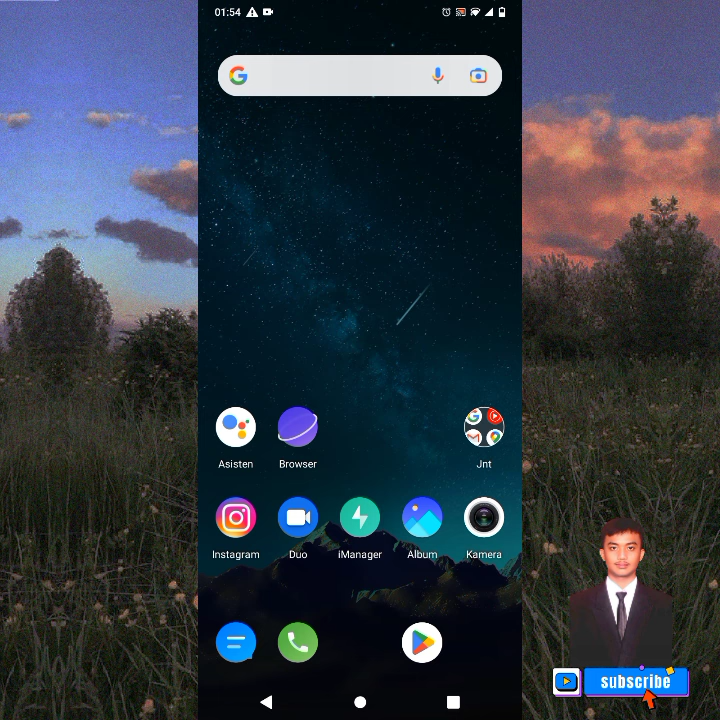 01:54
Asisten
Browser
Jnt
Instagram
Duo
iManager
Album
Kamera
subscribe